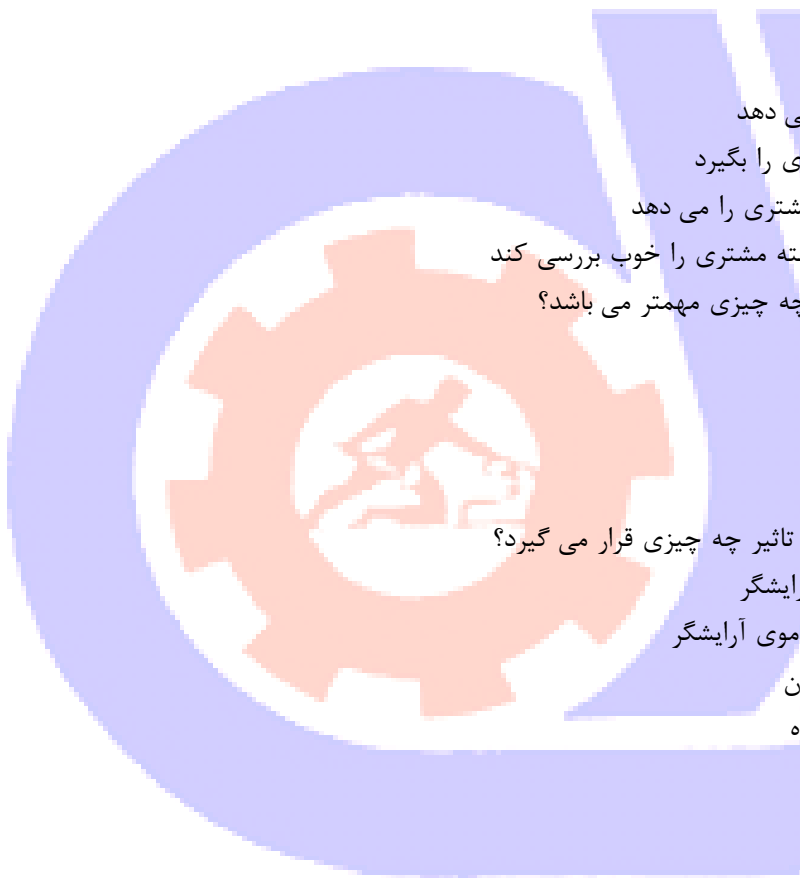 ی دهد
ی را بگیرد
شتری را می دهد
ته مشتری را خوب بررسی کند
چه چیزی مهمتر می باشد؟
تاثیر چه چیزی قرار می گیرد؟
رایشگر
موی آرایشگر
ن
ه